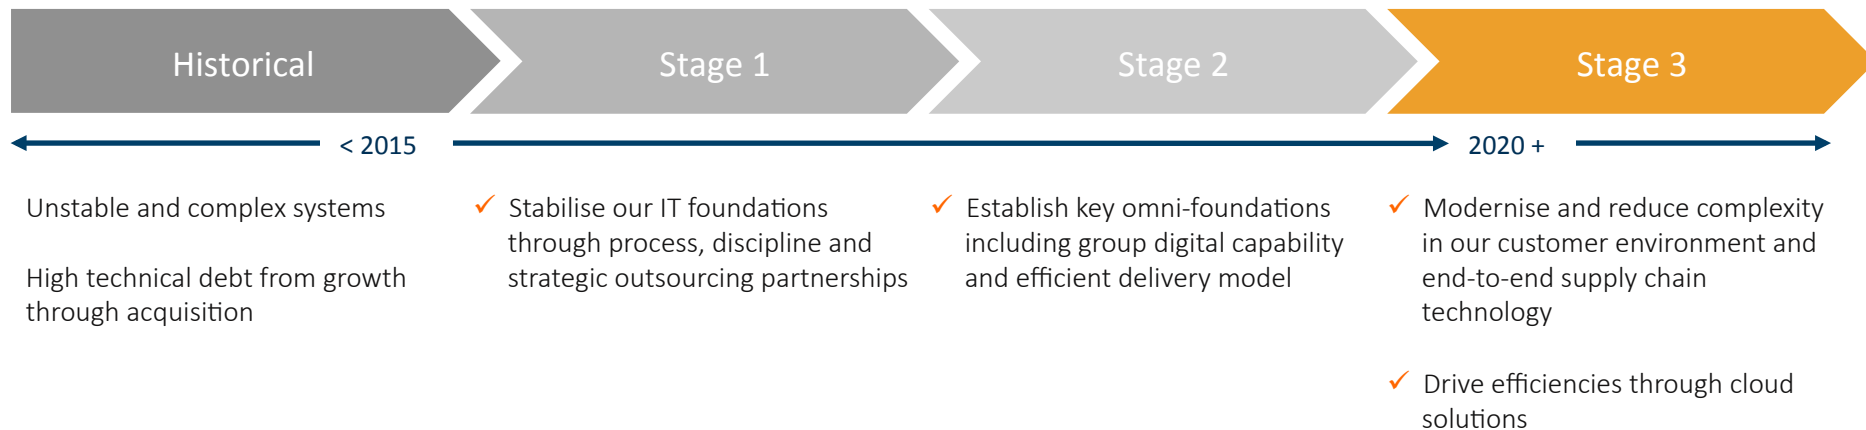 Historical
Stage 1
Stage 2
Stage 3
< 2015
2020 +
Unstable and complex systems
High technical debt from growth
through acquisition
✓ Stabilise our IT foundations
through process, discipline and
strategic outsourcing partnerships
✓ Establish key omni-foundations
including group digital capability
and efficient delivery model
✓ Modernise and reduce complexity
in our customer environment and
end-to-end supply chain
technology
✓ Drive efficiencies through cloud
solutions